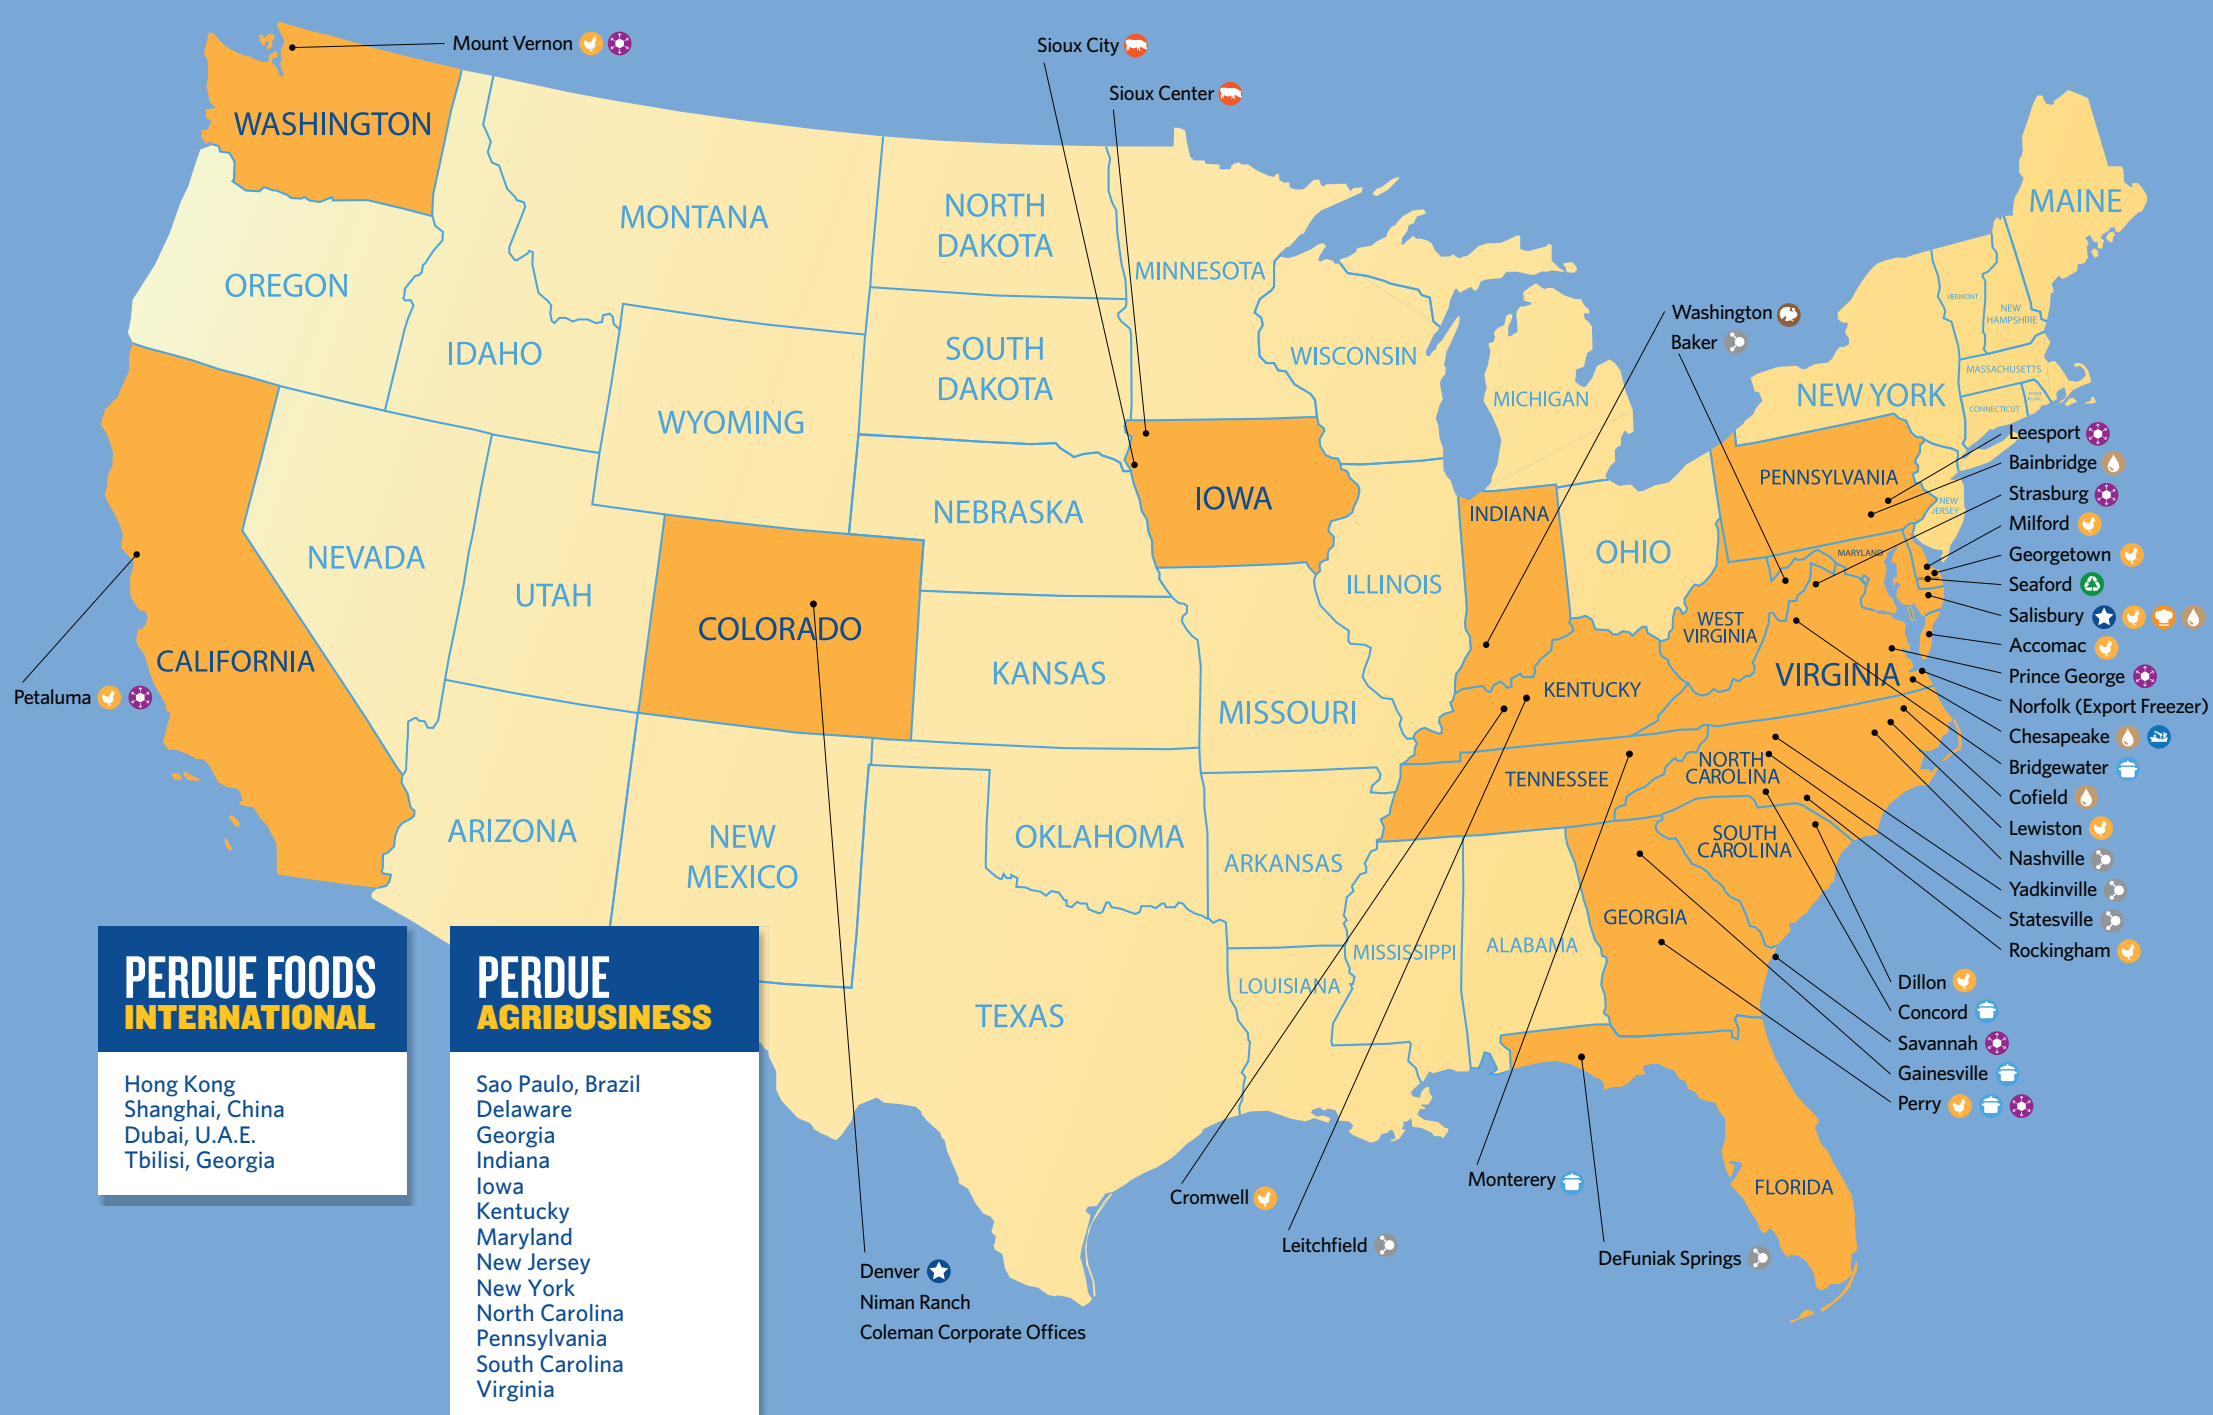 Mount Vernon
Sioux City
Sioux Center
WASHINGTON
MONTANA
NORTH
DAKOTA
MINNESOTA
MAINE
OREGON
IDAHO
SOUTH
DAKOTA
WISCONSIN
MICHIGAN
VERMONT
NEW
HAMPSHIRE
MASSACHUSETTS
CONNECTICUT
NEW YORK
Washington
Baker
WYOMING
IOWA
NEBRASKA
NEVADA
UTAH
COLORADO
CALIFORNIA
Petaluma
KANSAS
MISSOURI
ILLINOIS
INDIANA
OHIO
PENNSYLVANIA
NEW
JERSEY
MARYLAND
WEST
VIRGINIA
VIRGINIA
KENTUCKY
TENNESSEE
NORTH
CAROLINA
SOUTH
CAROLINA
GEORGIA
ALABAMA
MISSISSIPPI
LOUISIANA
ARKANSAS
OKLAHOMA
TEXAS
NEW
MEXICO
ARIZONA
FLORIDA
Leesport
Bainbridge
Strasburg
Milford
Georgetown
Seaford
Salisbury
Accomac
Prince George
Norfolk (Export Freezer)
Chesapeake
Bridgewater
Cofield
Lewiston
Nashville
Yadkinville
Statesville
Rockingham
Dillon
Concord
Savannah
Gainesville
Perry
Monterery
Cromwell
Leitchfield
DeFuniak Springs
Denver
Niman Ranch
Coleman Corporate Offices
PERDUE FOODS
INTERNATIONAL
Hong Kong
Shanghai, China
Dubai, U.A.E.
Tbilisi, Georgia
PERDUE
AGRIBUSINESS
Sao Paulo, Brazil
Delaware
Georgia
Indiana
Iowa
Kentucky
Maryland
New Jersey
New York
North Carolina
Pennsylvania
South Carolina
Virginia